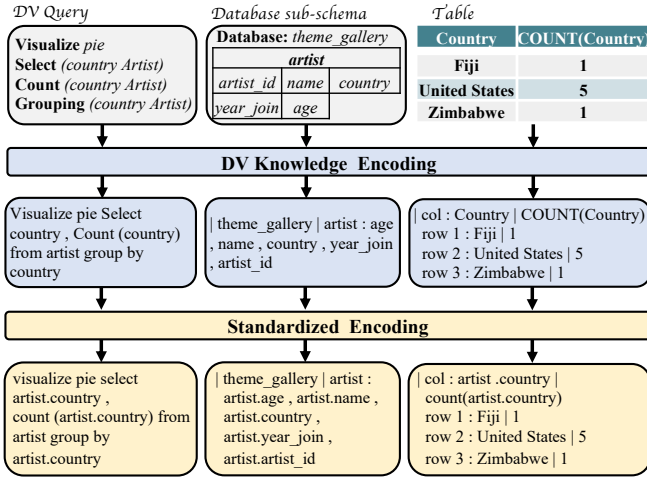 DV Query
Visualize pie
Select (country Artist)
Count (country Artist)
Grouping (country Artist)
Database sub-schema
Database: theme_gallery
artist
artist_id name country
year_join age
Table
Country COUNT(Country)
Fiji 1
United States 5
Zimbabwe 1
DV Knowledge Encoding
Visualize pie Select
country , Count (country)
from artist group by
country
| theme_gallery | artist : age
, name , country , year_join
, artist_id
| col : Country | COUNT(Country)
row 1 : Fiji | 1
row 2 : United States | 5
row 3 : Zimbabwe | 1
Standardized Encoding
visualize pie select
artist.country ,
count (artist.country) from
artist group by
artist.country
| theme_gallery | artist :
artist.age , artist.name ,
artist.country ,
artist.year_join ,
artist.artist_id
| col : artist .country |
count(artist.country)
row 1 : Fiji | 1
row 2 : United States | 5
row 3 : Zimbabwe | 1